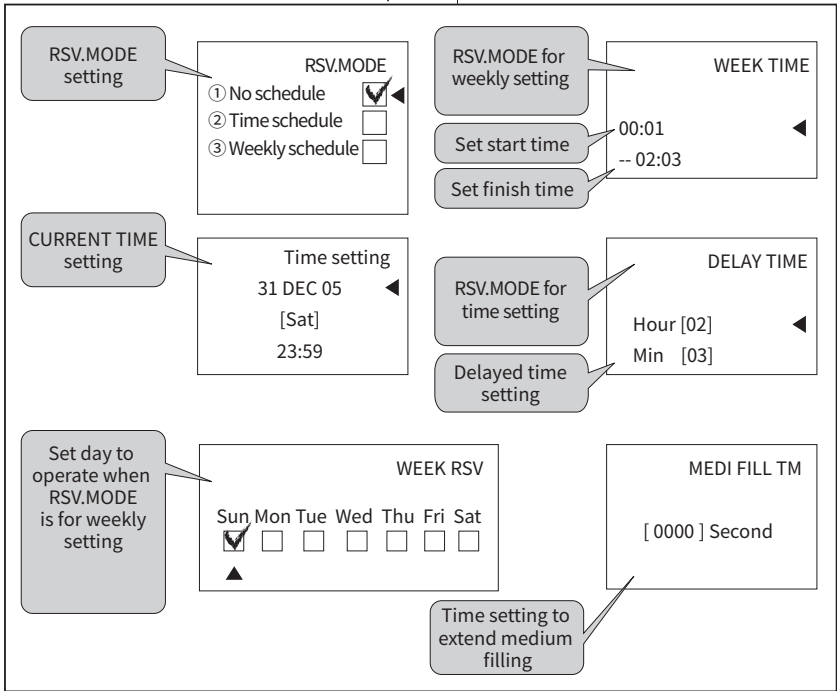 RSV.MODE
setting
RSV.MODE
① No schedule
② Time schedule
③ Weekly schedule
RSV.MODE for
weekly setting
WEEK TIME
Set start time
00:01
-- 02:03
Set finish time
CURRENT TIME
setting
Time setting
31 DEC 05
[Sat]
23:59
RSV.MODE for
time setting
DELAY TIME
Hour [02]
Min [03]
Delayed time
setting
Set day to
operate when
RSV.MODE
is for weekly
setting
WEEK RSV
Sun Mon Tue Wed Thu Fri Sat
MEDI FILL TM
[ 0000 ] Second
Time setting to
extend medium
filling